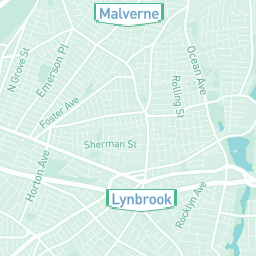 Malverne
N Grove St
Emerson Pl
Ocean Ave
Rolling St
Foster Ave
Sherman St
Horton Ave
Lynbrook
Rocklyn Ave